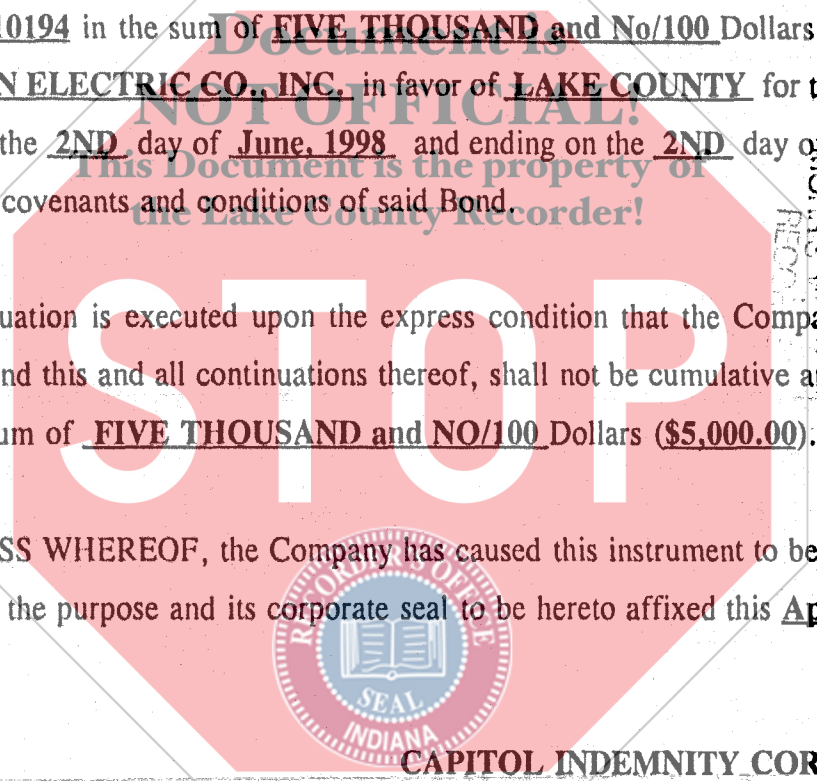 10194 in the sum of FIVE THOUSAND and No/100 Dollars
Document is
N ELECTRIC CO., INC. in favor of LAKE COUNTY for t
NOT OFFICIAL!
the 2ND day of June, 1998 and ending on the 2ND day o
This Document is the property of
covenants and conditions of said Bond.
the Lake County Recorder!
STOP
uation is executed upon the express condition that the Compa
nd this and all continuations thereof, shall not be cumulative a
um of FIVE THOUSAND and NO/100 Dollars ($5,000.00).
SS WHEREOF, the Company has caused this instrument to be
the purpose and its corporate seal to be hereto affixed this Ap
RECORDER'S OFFICE
SEAL
INDIANA
CAPITOL INDEMNITY COR